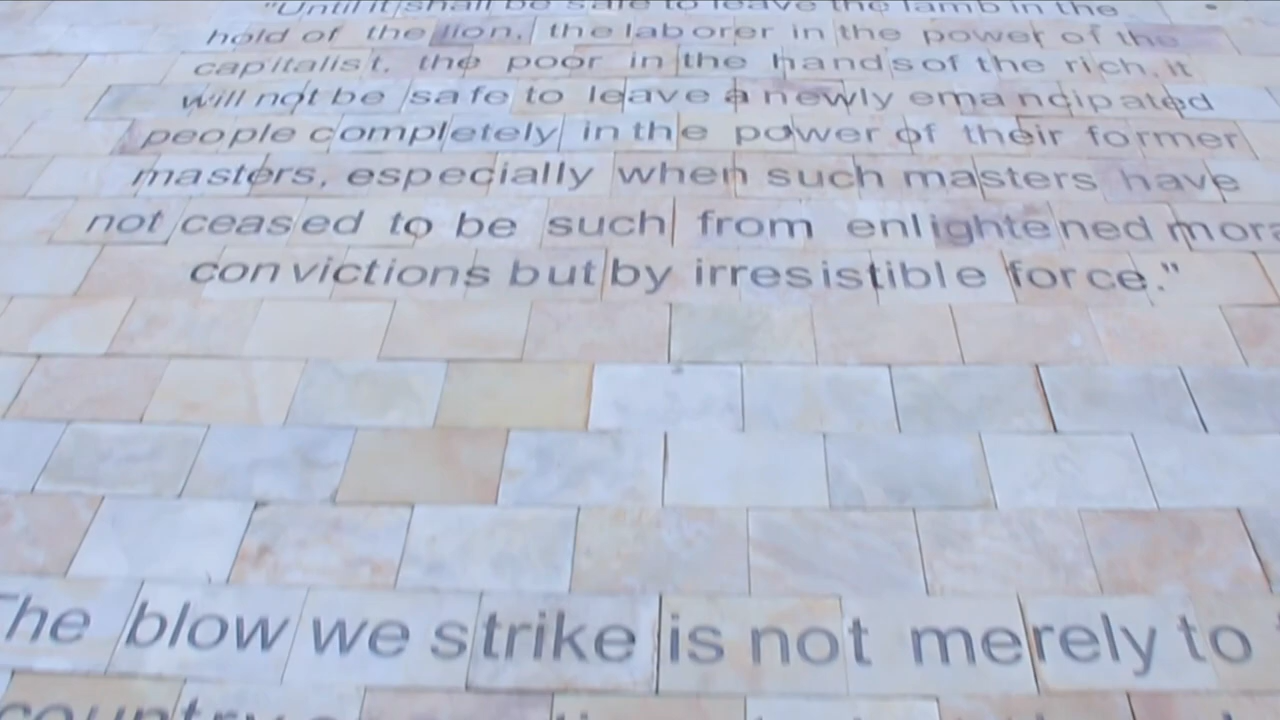 "Until it shall be safe to leave the lamb in the
hold of the lion, the laborer in the power of the
capitalist, the poor in the hands of the rich, it
will not be safe to leave a newly emancipated
people completely in the power of their former
masters, especially when such masters have
not ceased to be such from enlightened mora
convictions but by irresistible force."
The blow we strike is not merely to
country